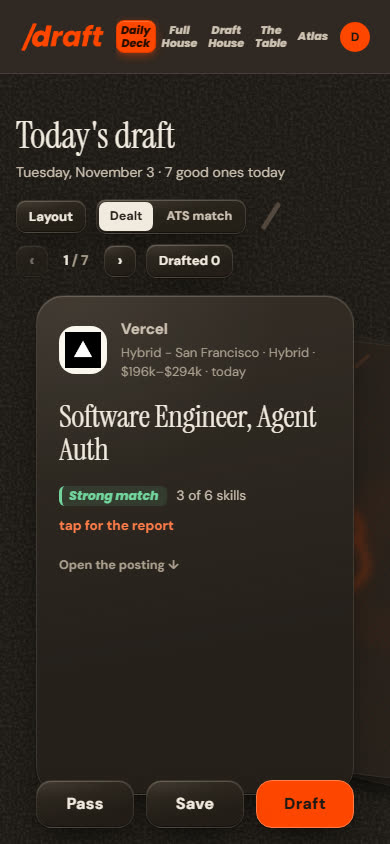 /draft
Daily Deck
Full House
Draft House
The Table
Atlas
D
Today's draft
Tuesday, November 3 · 7 good ones today
Layout
Dealt
ATS match
‹
1 / 7
›
Drafted 0
Vercel
Hybrid - San Francisco · Hybrid ·
$196k–$294k · today
Software Engineer, Agent
Auth
Strong match
3 of 6 skills
tap for the report
Open the posting ↓
Pass
Save
Draft